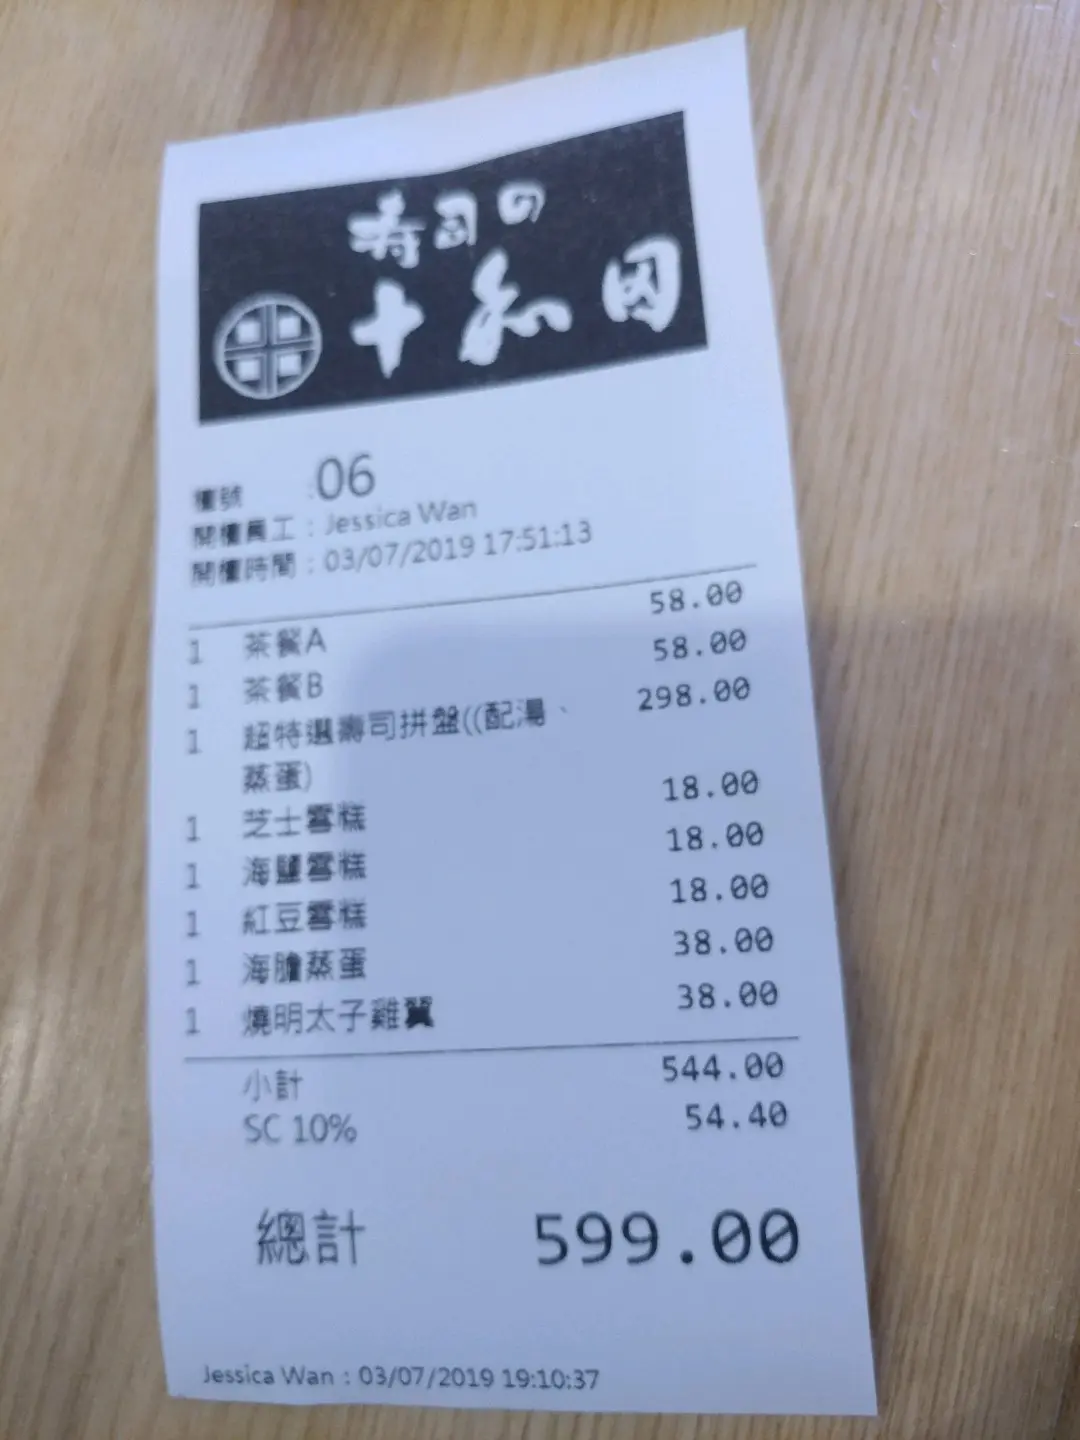 寿司の
十和田
檯號 :06
開檯員工 : Jessica Wan
開檯時間 : 03/07/2019 17:51:13
1 茶餐A 58.00
1 茶餐B 58.00
1 超特選壽司拼盤((配湯、 298.00
蒸蛋)
1 芝士雪糕 18.00
1 海鹽雪糕 18.00
1 紅豆雪糕 18.00
1 海膽蒸蛋 38.00
1 燒明太子雞翼 38.00
小計 544.00
SC 10% 54.40
總計 599.00
Jessica Wan : 03/07/2019 19:10:37